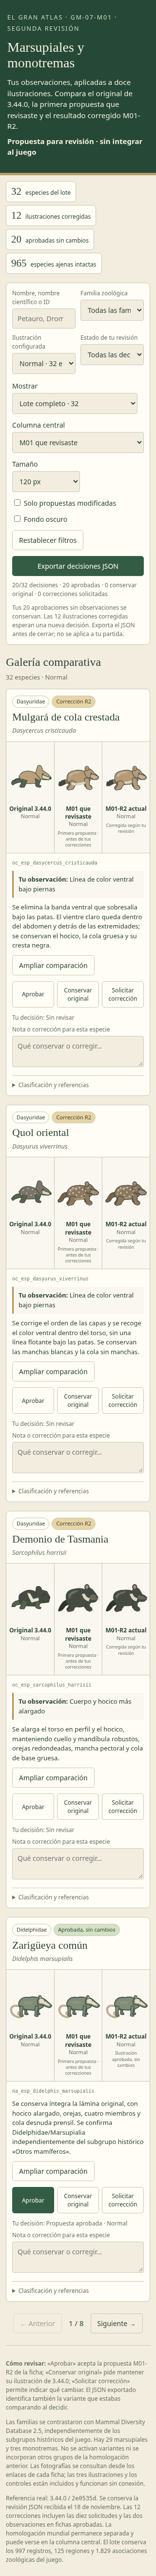 EL GRAN ATLAS · GM-07-M01 ·
SEGUNDA REVISIÓN
Marsupiales y
monotremas
Tus observaciones, aplicadas a doce
ilustraciones. Compara el original de
3.44.0, la primera propuesta que
revisaste y el resultado corregido M01-
R2.
Propuesta para revisión · sin integrar
al juego
32 especies del lote
12 ilustraciones corregidas
20 aprobadas sin cambios
965 especies ajenas intactas
Nombre, nombre
científico o ID
Petauro, Drom
Familia zoológica
Todas las fam
Ilustración
configurada
Normal · 32 e
Estado de tu revisión
Todas las dec
Mostrar
Lote completo · 32
Columna central
M01 que revisaste
Tamaño
120 px
Solo propuestas modificadas
Fondo oscuro
Restablecer filtros
Exportar decisiones JSON
20/32 decisiones · 20 aprobadas · 0 conservar
original · 0 correcciones solicitadas
Tus 20 aprobaciones sin observaciones se
conservan. Las 12 ilustraciones corregidas
esperan una nueva decisión. Exporta el JSON
antes de cerrar; no se aplica a tu partida.
Galería comparativa
32 especies · Normal
Dasyuridae Corrección R2
Mulgará de cola crestada
Dasycercus cristicauda
Original 3.44.0
Normal
M01 que
revisaste
Normal
Primera propuesta ·
antes de tus
correcciones
M01-R2 actual
Normal
Corregida según tu
revisión
oc_esp_dasycercus_cristicauda
Tu observación: Línea de color ventral
bajo piernas
Se elimina la banda ventral que sobresalía
bajo las patas. El vientre claro queda dentro
del abdomen y detrás de las extremidades;
se conservan el hocico, la cola gruesa y su
cresta negra.
Ampliar comparación
Aprobar
Conservar
original
Solicitar
corrección
Tu decisión: Sin revisar
Nota o corrección para esta especie
Qué conservar o corregir...
▸ Clasificación y referencias
Dasyuridae Corrección R2
Quol oriental
Dasyurus viverrinus
Original 3.44.0
Normal
M01 que
revisaste
Normal
Primera propuesta ·
antes de tus
correcciones
M01-R2 actual
Normal
Corregida según tu
revisión
oc_esp_dasyurus_viverrinus
Tu observación: Línea de color ventral
bajo piernas
Se corrige el orden de las capas y se recoge
el color ventral dentro del torso, sin una
línea flotante bajo las patas. Se conservan
las manchas blancas y la cola sin manchas.
Ampliar comparación
Aprobar
Conservar
original
Solicitar
corrección
Tu decisión: Sin revisar
Nota o corrección para esta especie
Qué conservar o corregir...
▸ Clasificación y referencias
Dasyuridae Corrección R2
Demonio de Tasmania
Sarcophilus harrisii
Original 3.44.0
Normal
M01 que
revisaste
Normal
Primera propuesta ·
antes de tus
correcciones
M01-R2 actual
Normal
Corregida según tu
revisión
oc_esp_sarcophilus_harrisii
Tu observación: Cuerpo y hocico más
alargado
Se alarga el torso en perfil y el hocico,
manteniendo cuello y mandíbula robustos,
orejas redondeadas, mancha pectoral y cola
de base gruesa.
Ampliar comparación
Aprobar
Conservar
original
Solicitar
corrección
Tu decisión: Sin revisar
Nota o corrección para esta especie
Qué conservar o corregir...
▸ Clasificación y referencias
Didelphidae Aprobada, sin cambios
Zarigüeya común
Didelphis marsupialis
Original 3.44.0
Normal
M01 que
revisaste
Normal
Primera propuesta ·
antes de tus
correcciones
M01-R2 actual
Normal
Ilustración
aprobada, sin
cambios
na_esp_didelphis_marsupialis
Se conserva íntegra la lámina original, con
hocico alargado, orejas, cuatro miembros y
cola desnuda prensil. Se confirma
Didelphidae/Marsupialia
independientemente del subgrupo histórico
«Otros mamíferos».
Ampliar comparación
Aprobar
Conservar
original
Solicitar
corrección
Tu decisión: Propuesta aprobada · Normal
Nota o corrección para esta especie
Qué conservar o corregir...
▸ Clasificación y referencias
← Anterior
1 / 8
Siguiente →
Cómo revisar: «Aprobar» acepta la propuesta M01-
R2 de la ficha; «Conservar original» pide mantener
su ilustración de 3.44.0; «Solicitar corrección»
permite indicar qué cambiar. El JSON exportado
identifica también la variante que estabas
comparando al decidir.
Las familias se contrastaron con Mammal Diversity
Database 2.5, independientemente de los
subgrupos históricos del juego. Hay 29 marsupiales
y tres monotremas. No se activan variantes ni se
incorporan otros grupos de la homologación
anterior. Las fotografías se consultan desde los
enlaces de cada ficha; las tres ilustraciones y los
controles están incluidos y funcionan sin conexión.
Referencia real: 3.44.0 / 2e0535d. Se conserva la
revisión JSON recibida el 18 de noviembre. Las 12
correcciones incluyen las diez solicitudes y las dos
observaciones en fichas aprobadas. La
homologación mundial permanece separada y
puede verse en la columna central. El lote conserva
los 997 registros, 125 regiones y 1.829 asociaciones
zoológicas del juego.